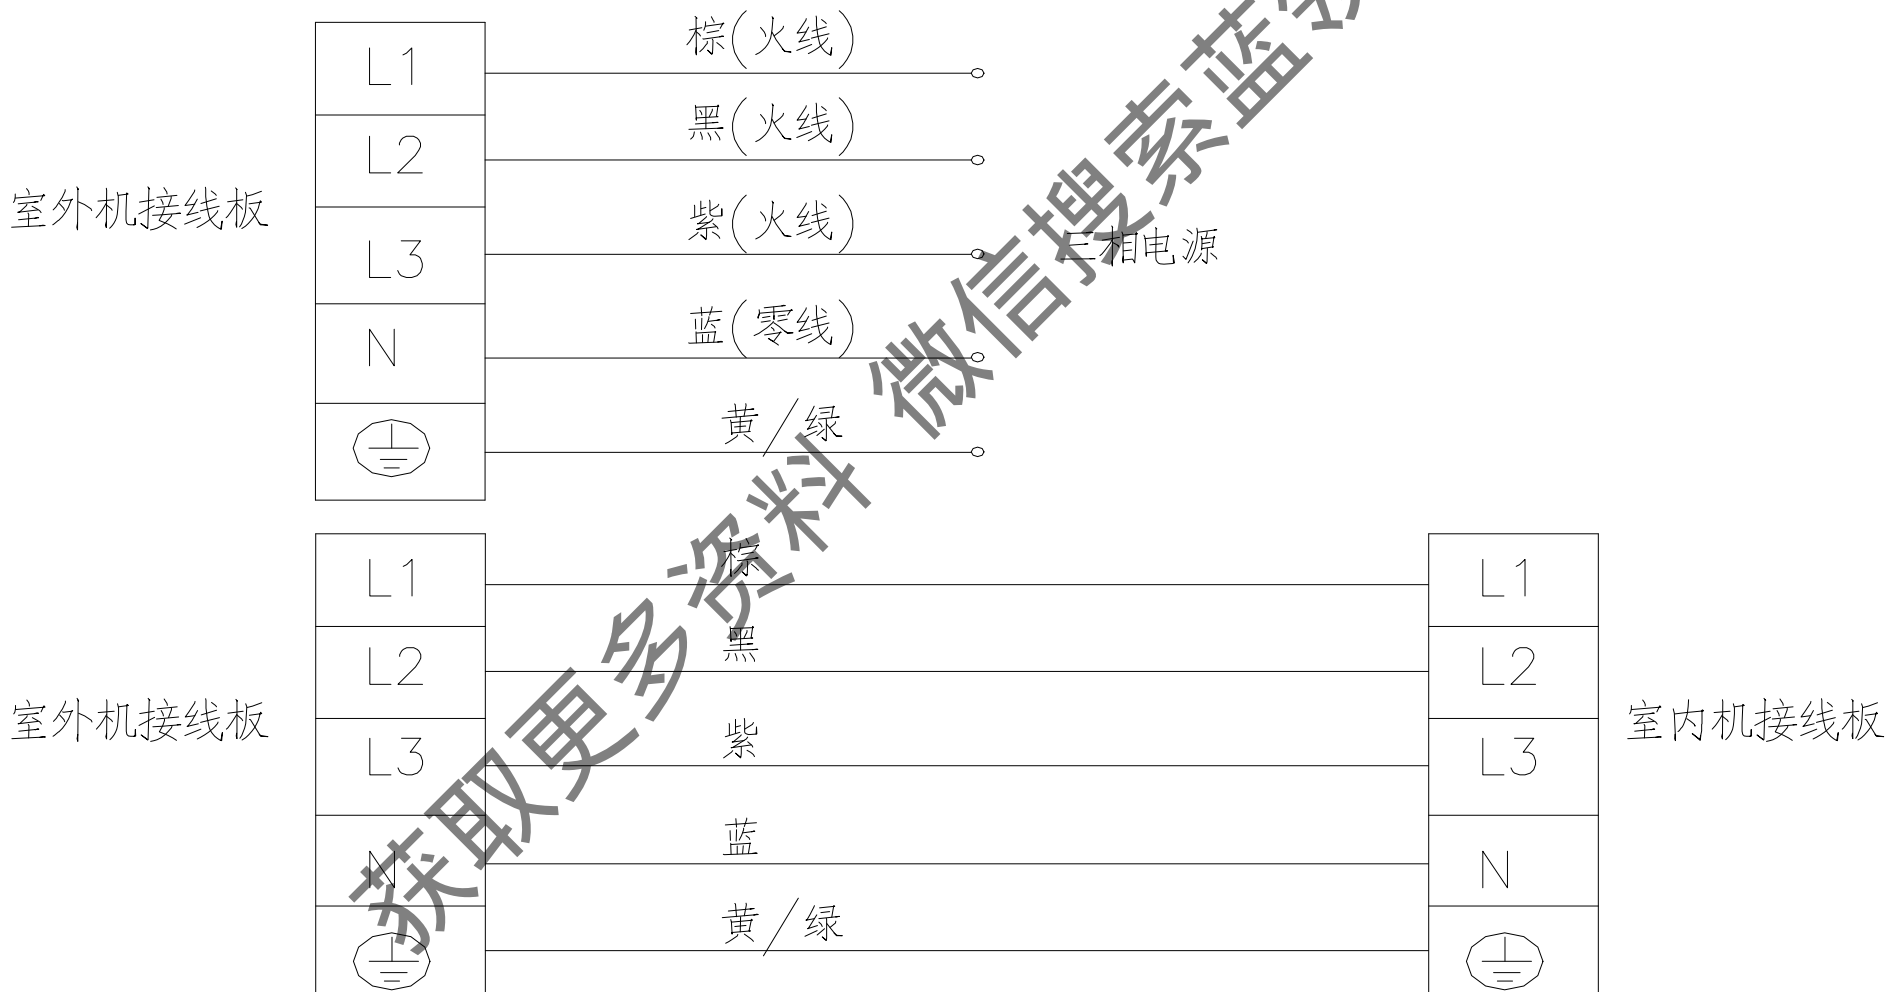 L1
棕(火线)
L2
黑(火线)
室外机接线板
L3
紫(火线)
三相电源
N
蓝(零线)
黄/绿
L1
棕
L1
L2
黑
L2
室外机接线板
L3
紫
L3
室内机接线板
N
蓝
N
黄/绿
获取更多资料 微信搜索蓝领